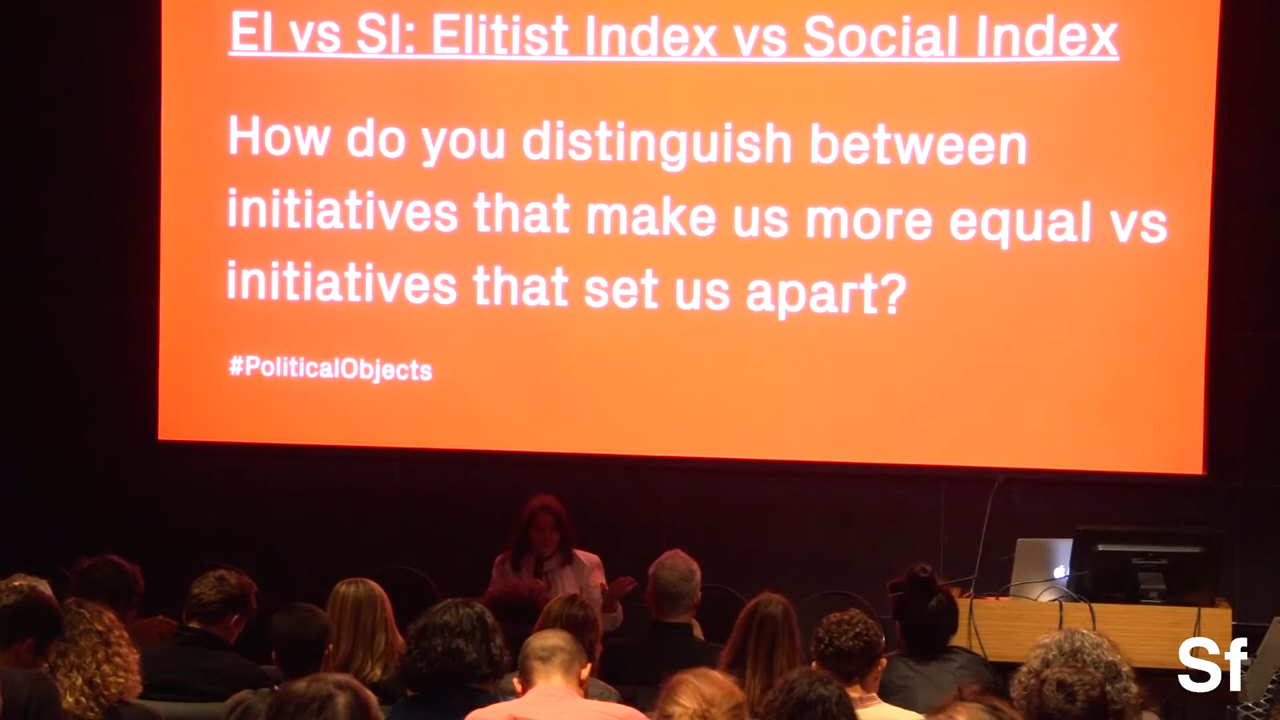 EI vs SI: Elitist Index vs Social Index
How do you distinguish between
initiatives that make us more equal vs
initiatives that set us apart?
#PoliticalObjects
Sf